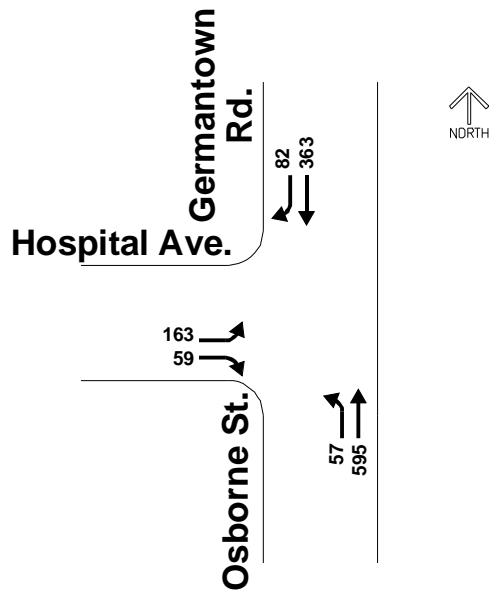 Germantown
Rd.
82
363
NORTH
Hospital Ave.
163
59
Osborne St.
57
595